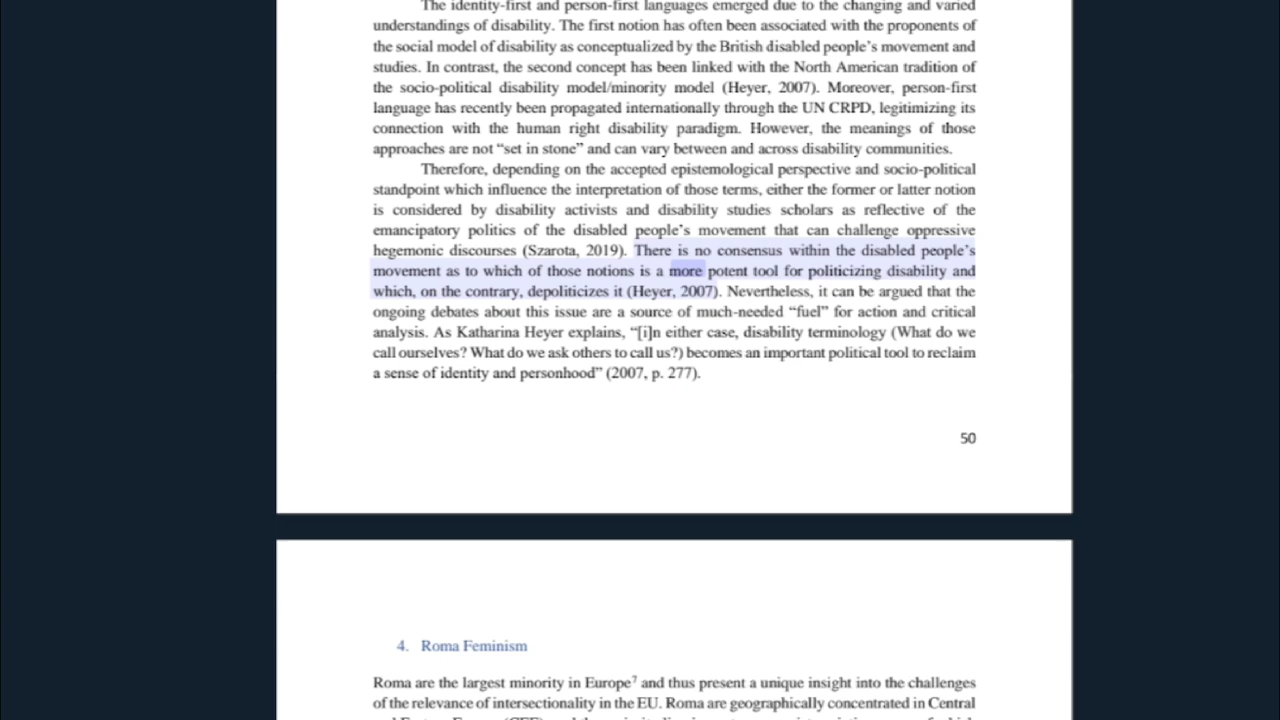 The identity-first and person-first languages emerged due to the changing and varied
understandings of disability. The first notion has often been associated with the proponents of
the social model of disability as conceptualized by the British disabled people’s movement and
studies. In contrast, the second concept has been linked with the North American tradition of
the socio-political disability model/minority model (Heyer, 2007). Moreover, person-first
language has recently been propagated internationally through the UN CRPD, legitimizing its
connection with the human right disability paradigm. However, the meanings of those
approaches are not “set in stone” and can vary between and across disability communities.
Therefore, depending on the accepted epistemological perspective and socio-political
standpoint which influence the interpretation of those terms, either the former or latter notion
is considered by disability activists and disability studies scholars as reflective of the
emancipatory politics of the disabled people’s movement that can challenge oppressive
hegemonic discourses (Szarota, 2019). There is no consensus within the disabled people’s
movement as to which of those notions is a more potent tool for politicizing disability and
which, on the contrary, depoliticizes it (Heyer, 2007). Nevertheless, it can be argued that the
ongoing debates about this issue are a source of much-needed “fuel” for action and critical
analysis. As Katharina Heyer explains, “[i]n either case, disability terminology (What do we
call ourselves? What do we ask others to call us?) becomes an important political tool to reclaim
a sense of identity and personhood” (2007, p. 277).
50
4. Roma Feminism
Roma are the largest minority in Europe⁷ and thus present a unique insight into the challenges
of the relevance of intersectionality in the EU. Roma are geographically concentrated in Central